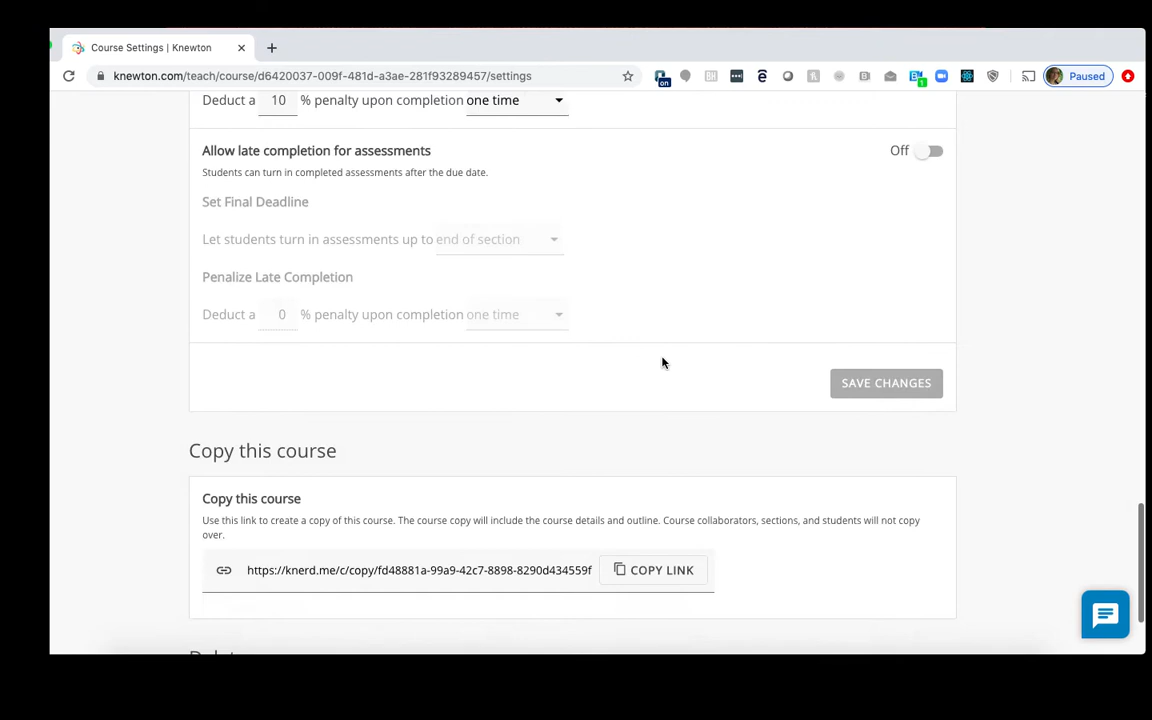 Course Settings | Knewton
knewton.com/teach/course/d6420037-009f-481d-a3ae-281f93289457/settings
on
1
Paused
Deduct a 10 % penalty upon completion one time
Allow late completion for assessments
Off
Students can turn in completed assessments after the due date.
Set Final Deadline
Let students turn in assessments up to end of section
Penalize Late Completion
Deduct a 0 % penalty upon completion one time
SAVE CHANGES
Copy this course
Copy this course
Use this link to create a copy of this course. The course copy will include the course details and outline. Course collaborators, sections, and students will not copy
over.
https://knerd.me/c/copy/fd48881a-99a9-42c7-8898-8290d434559f
COPY LINK